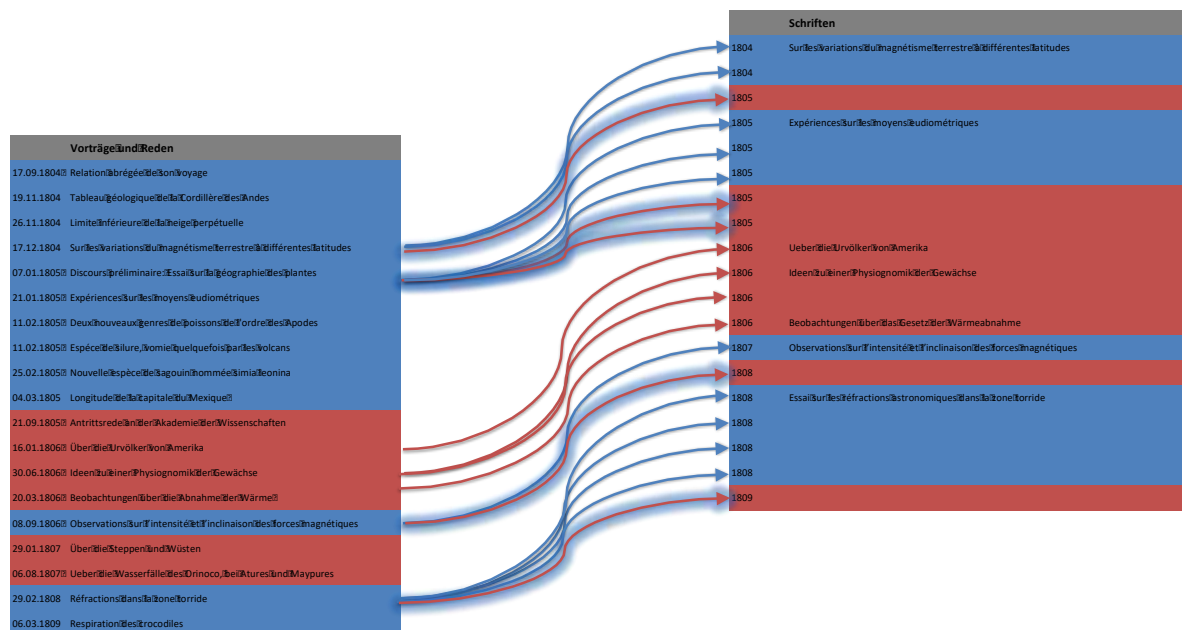 Vorträge und Reden
17.09.1804 Relation abrégée de son voyage
19.11.1804 Tableau géologique de la Cordillère des Andes
26.11.1804 Limite inférieure de la neige perpétuelle
17.12.1804 Sur les variations du magnétisme terrestre à différentes latitudes
07.01.1805 Discours préliminaire: Essai sur la géographie des plantes
21.01.1805 Expériences sur les moyens eudiométriques
11.02.1805 Deux nouveaux genres de poissons de l'ordre des Apodes
11.02.1805 Espéce de silure, vomie quelquefois par les volcans
25.02.1805 Nouvelle espèce de sagouin nommée simia leonina
04.03.1805 Longitude de la capitale du Mexique
21.09.1805 Antrittsrede an der Akademie der Wissenschaften
16.01.1806 Über die Urvölker von Amerika
30.06.1806 Ideen zu einer Physiognomik der Gewächse
20.03.1806 Beobachtungen über die Abnahme der Wärme
08.09.1806 Observations sur l'intensité et l'inclinaison des forces magnétiques
29.01.1807 Über die Steppen und Wüsten
06.08.1807 Ueber die Wasserfälle des Orinoco, bei Atures und Maypures
29.02.1808 Réfractions dans la zone torride
06.03.1809 Respiration des crocodiles
Schriften
1804 Sur les variations du magnétisme terrestre à différentes latitudes
1804
1805
1805 Expériences sur les moyens eudiométriques
1805
1805
1805
1805
1806 Ueber die Urvölker von Amerika
1806 Ideen zu einer Physiognomik der Gewächse
1806
1806 Beobachtungen über das Gesetz der Wärmeabnahme
1807 Observations sur l'intensité et l'inclinaison des forces magnétiques
1808
1808 Essai sur les réfractions astronomiques dans la zone torride
1808
1808
1808
1809